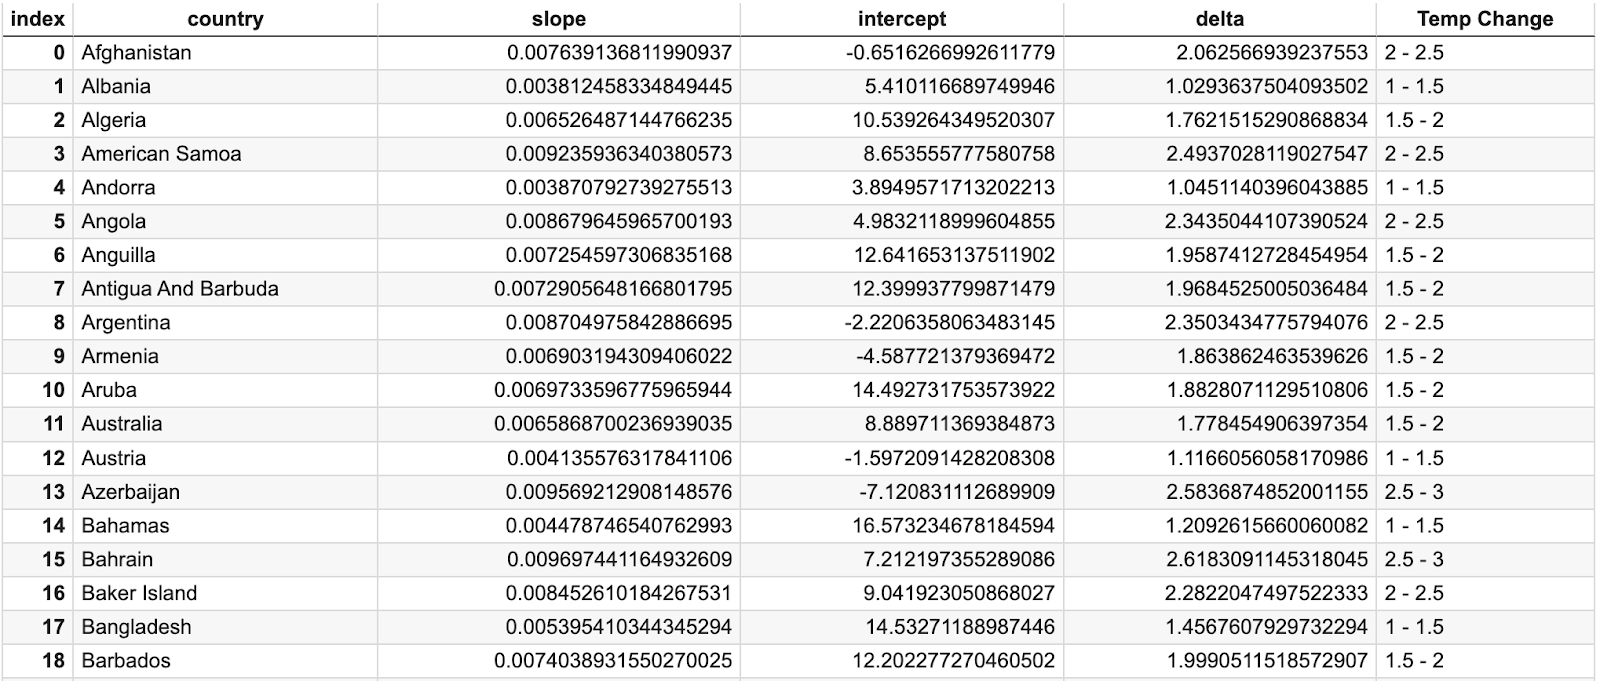 index country slope intercept delta Temp Change
0 Afghanistan 0.007639136811990937 -0.6516266992611779 2.062566939237553 2 - 2.5
1 Albania 0.003812458334849445 5.410116689749946 1.0293637504093502 1 - 1.5
2 Algeria 0.006526487144766235 10.539264349520307 1.7621515290868834 1.5 - 2
3 American Samoa 0.009235936340380573 8.653555777580758 2.4937028119027547 2 - 2.5
4 Andorra 0.003870792739275513 3.8949571713202213 1.0451140396043885 1 - 1.5
5 Angola 0.008679645965700193 4.9832118999604855 2.3435044107390524 2 - 2.5
6 Anguilla 0.007254597306835168 12.641653137511902 1.95874127284549​54 1.5 - 2
7 Antigua And Barbuda 0.0072905648166801795 12.399937799871479 1.9684525005036484 1.5 - 2
8 Argentina 0.008704975842886695 -2.2206358063483145 2.3503434775794076 2 - 2.5
9 Armenia 0.006903194309406022 -4.587721379369472 1.863862463539626 1.5 - 2
10 Aruba 0.0069733596775965944 14.492731753573922 1.8828071129510806 1.5 - 2
11 Australia 0.0065868700236939035 8.889711369384873 1.778454906397354 1.5 - 2
12 Austria 0.004135576317841106 -1.5972091428208308 1.1166056058170986 1 - 1.5
13 Azerbaijan 0.009569212908148576 -7.120831112689909 2.5836874852001155 2.5 - 3
14 Bahamas 0.004478746540762993 16.573234678184594 1.2092615660060082 1 - 1.5
15 Bahrain 0.009697441164932609 7.212197355289086 2.6183091145318045 2.5 - 3
16 Baker Island 0.008452610184267531 9.041923050868027 2.2822047497522333 2 - 2.5
17 Bangladesh 0.005395410344345294 14.53271188987446 1.4567607929732294 1 - 1.5
18 Barbados 0.0074038931550270025 12.202277270460502 1.9990511518572907 1.5 - 2